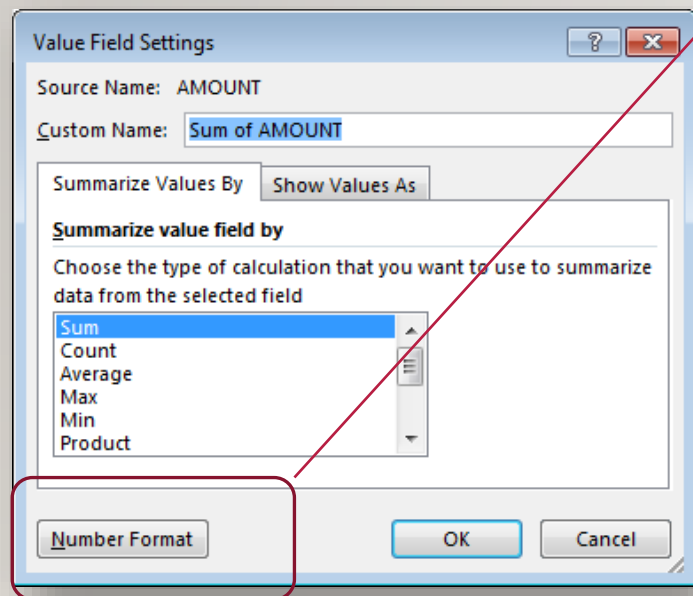 Value Field Settings
Source Name: AMOUNT
Custom Name: Sum of AMOUNT
Summarize Values By Show Values As
Summarize value field by
Choose the type of calculation that you want to use to summarize
data from the selected field
Sum
Count
Average
Max
Min
Product
Number Format OK Cancel